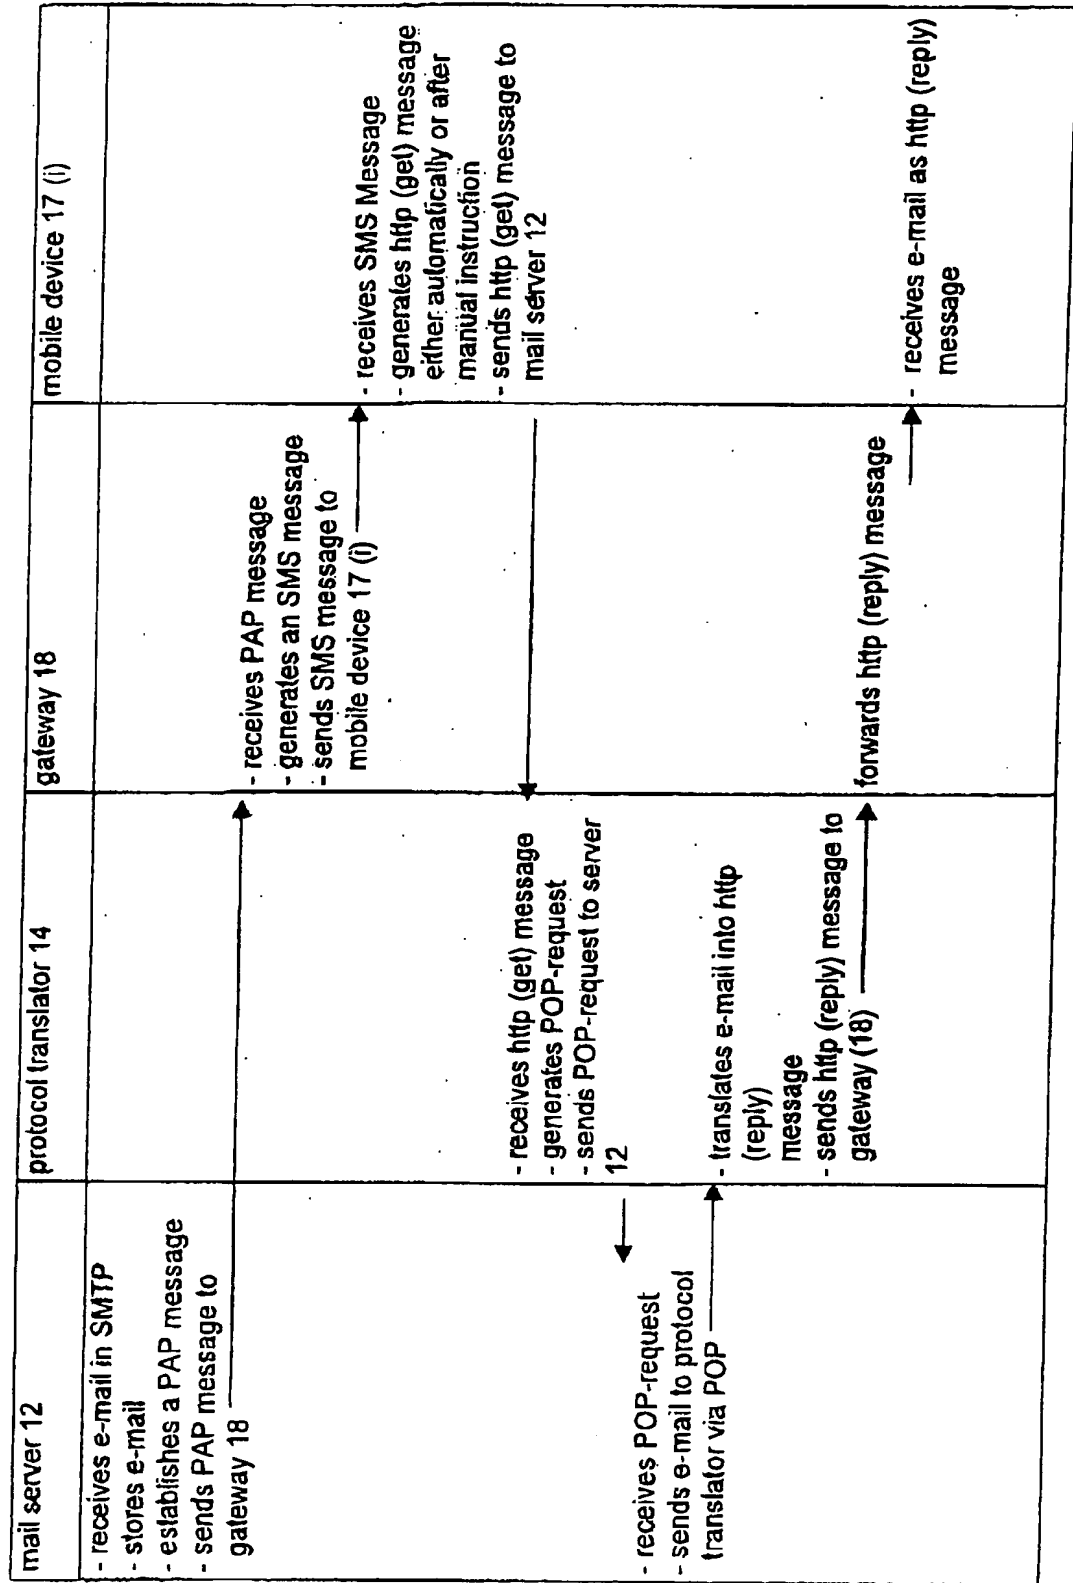 mail server 12
protocol translator 14
gateway 18
mobile device 17 (i)
- receives e-mail in SMTP
- stores e-mail
- establishes a PAP message
- sends PAP message to
gateway 18
- receives PAP message
- generates an SMS message
- sends SMS message to
mobile device 17 (i)
- receives SMS Message
- generates http (get) message
either automatically or after
manual instruction
- sends http (get) message to
mail server 12
- receives http (get) message
- generates POP-request
- sends POP-request to server
12
- receives POP-request
- sends e-mail to protocol
translator via POP
- translates e-mail into http
(reply)
message
- sends http (reply) message to
gateway (18)
forwards http (reply) message
- receives e-mail as http (reply)
message